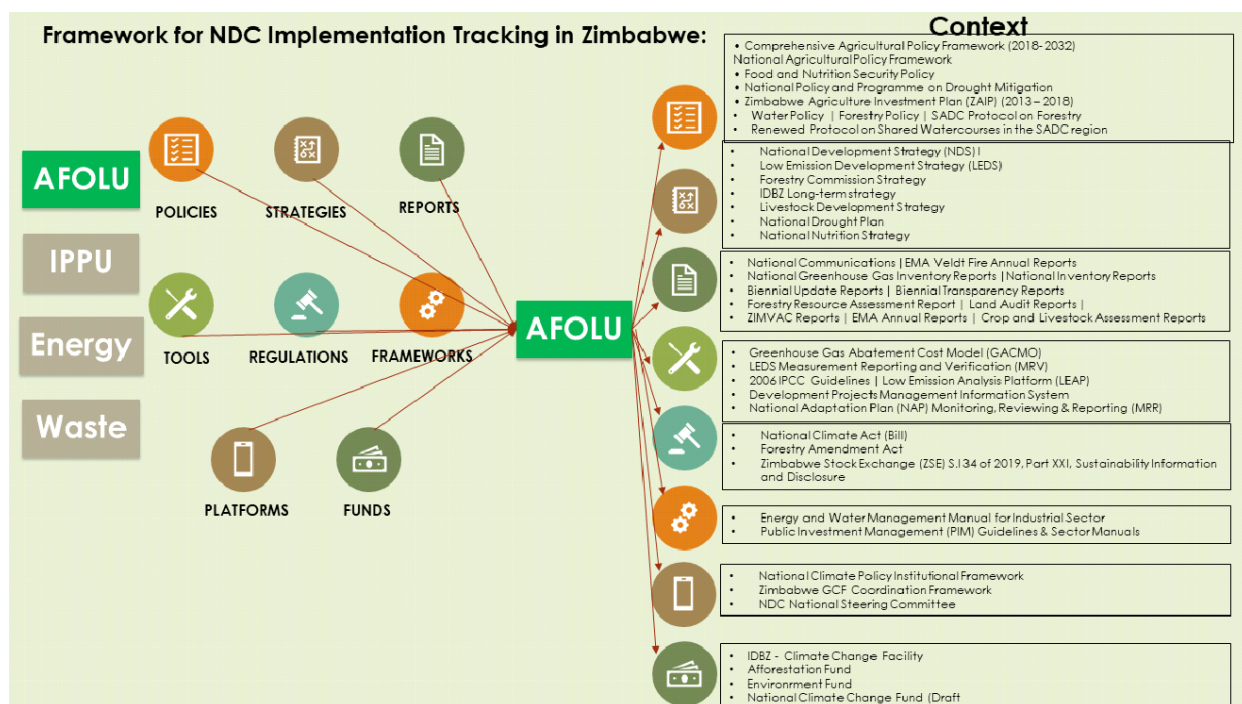 Framework for NDC Implementation Tracking in Zimbabwe:
Context
AFOLU
IPPU
Energy
Waste
POLICIES
STRATEGIES
REPORTS
TOOLS
REGULATIONS
FRAMEWORKS
PLATFORMS
FUNDS
AFOLU
• Comprehensive Agricultural Policy Framework (2018-2032)
National Agricultural Policy Framework
• Food and Nutrition Security Policy
• National Policy and Programme on Drought Mitigation
• Zimbabwe Agriculture Investment Plan (ZAIP) (2013 – 2018)
• Water Policy | Forestry Policy | SADC Protocol on Forestry
• Renewed Protocol on Shared Watercourses in the SADC region
• National Development Strategy (NDS) I
• Low Emission Development Strategy (LEDS)
• Forestry Commission Strategy
• IDBZ Long-term strategy
• Livestock Development Strategy
• National Drought Plan
• National Nutrition Strategy
• National Communications | EMA Veldt Fire Annual Reports
• National Greenhouse Gas Inventory Reports | National Inventory Reports
• Biennial Update Reports | Biennial Transparency Reports
• Forestry Resource Assessment Report | Land Audit Reports |
• ZIMVAC Reports | EMA Annual Reports | Crop and Livestock Assessment Reports
• Greenhouse Gas Abatement Cost Model (GACMO)
• LEDS Measurement Reporting and Verification (MRV)
• 2006 IPCC Guidelines | Low Emission Analysis Platform (LEAP)
• Development Projects Management Information System
• National Adaptation Plan (NAP) Monitoring, Reviewing & Reporting (MRR)
• National Climate Act (Bill)
• Forestry Amendment Act
• Zimbabwe Stock Exchange (ZSE) S.I34 of 2019, Part XXI, Sustainability Information
and Disclosure
• Energy and Water Management Manual for Industrial Sector
• Public Investment Management (PIM) Guidelines & Sector Manuals
• National Climate Policy Institutional Framework
• Zimbabwe GCF Coordination Framework
• NDC National Steering Committee
• IDBZ - Climate Change Facility
• Afforestation Fund
• Environment Fund
• National Climate Change Fund (Draft